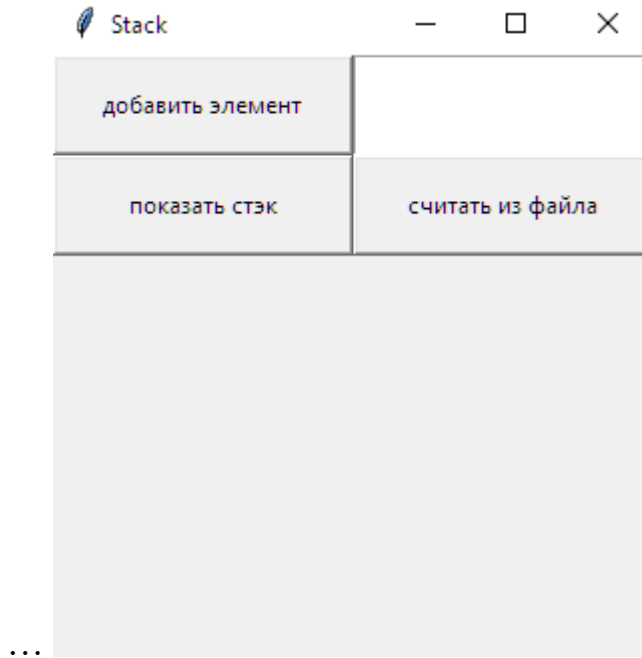 Stack
добавить элемент
показать стэк
считать из файла
...